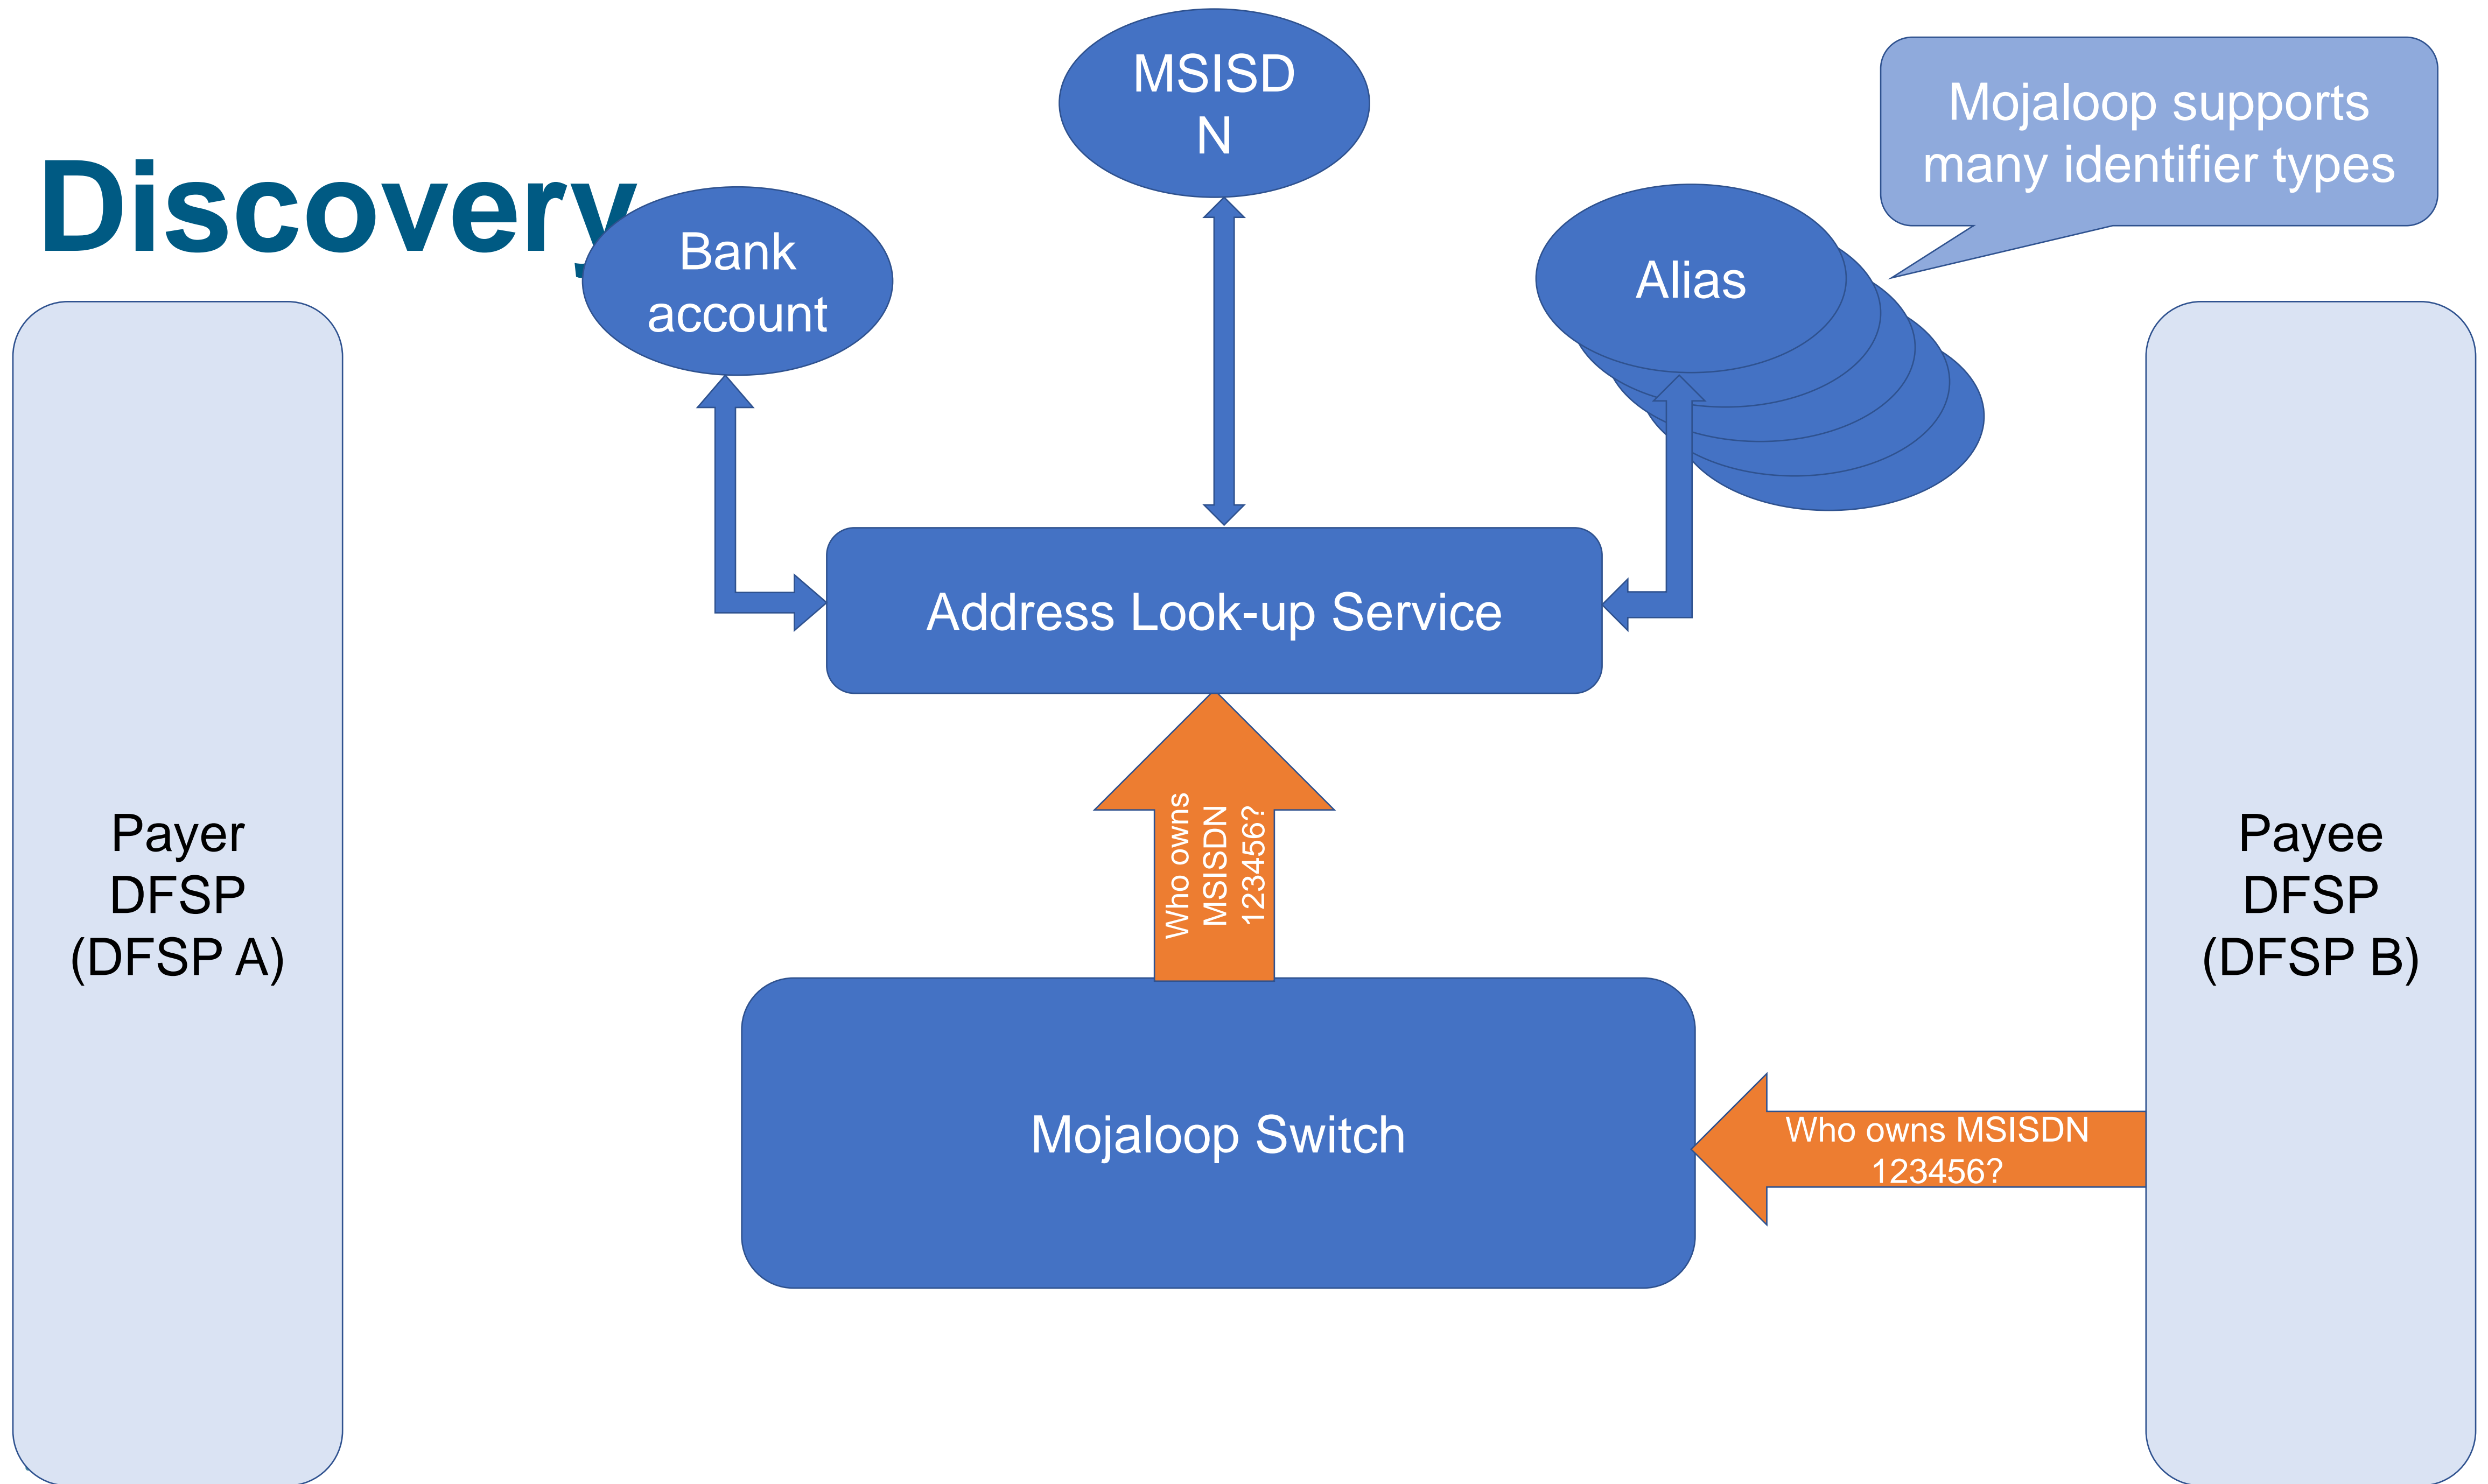 Discovery
MSISD
N
Mojaloop supports
many identifier types
Bank
account
Alias
Address Look-up Service
Who owns
MSISDN
123456?
Payer
DFSP
(DFSP A)
Payee
DFSP
(DFSP B)
Mojaloop Switch
Who owns MSISDN
123456?